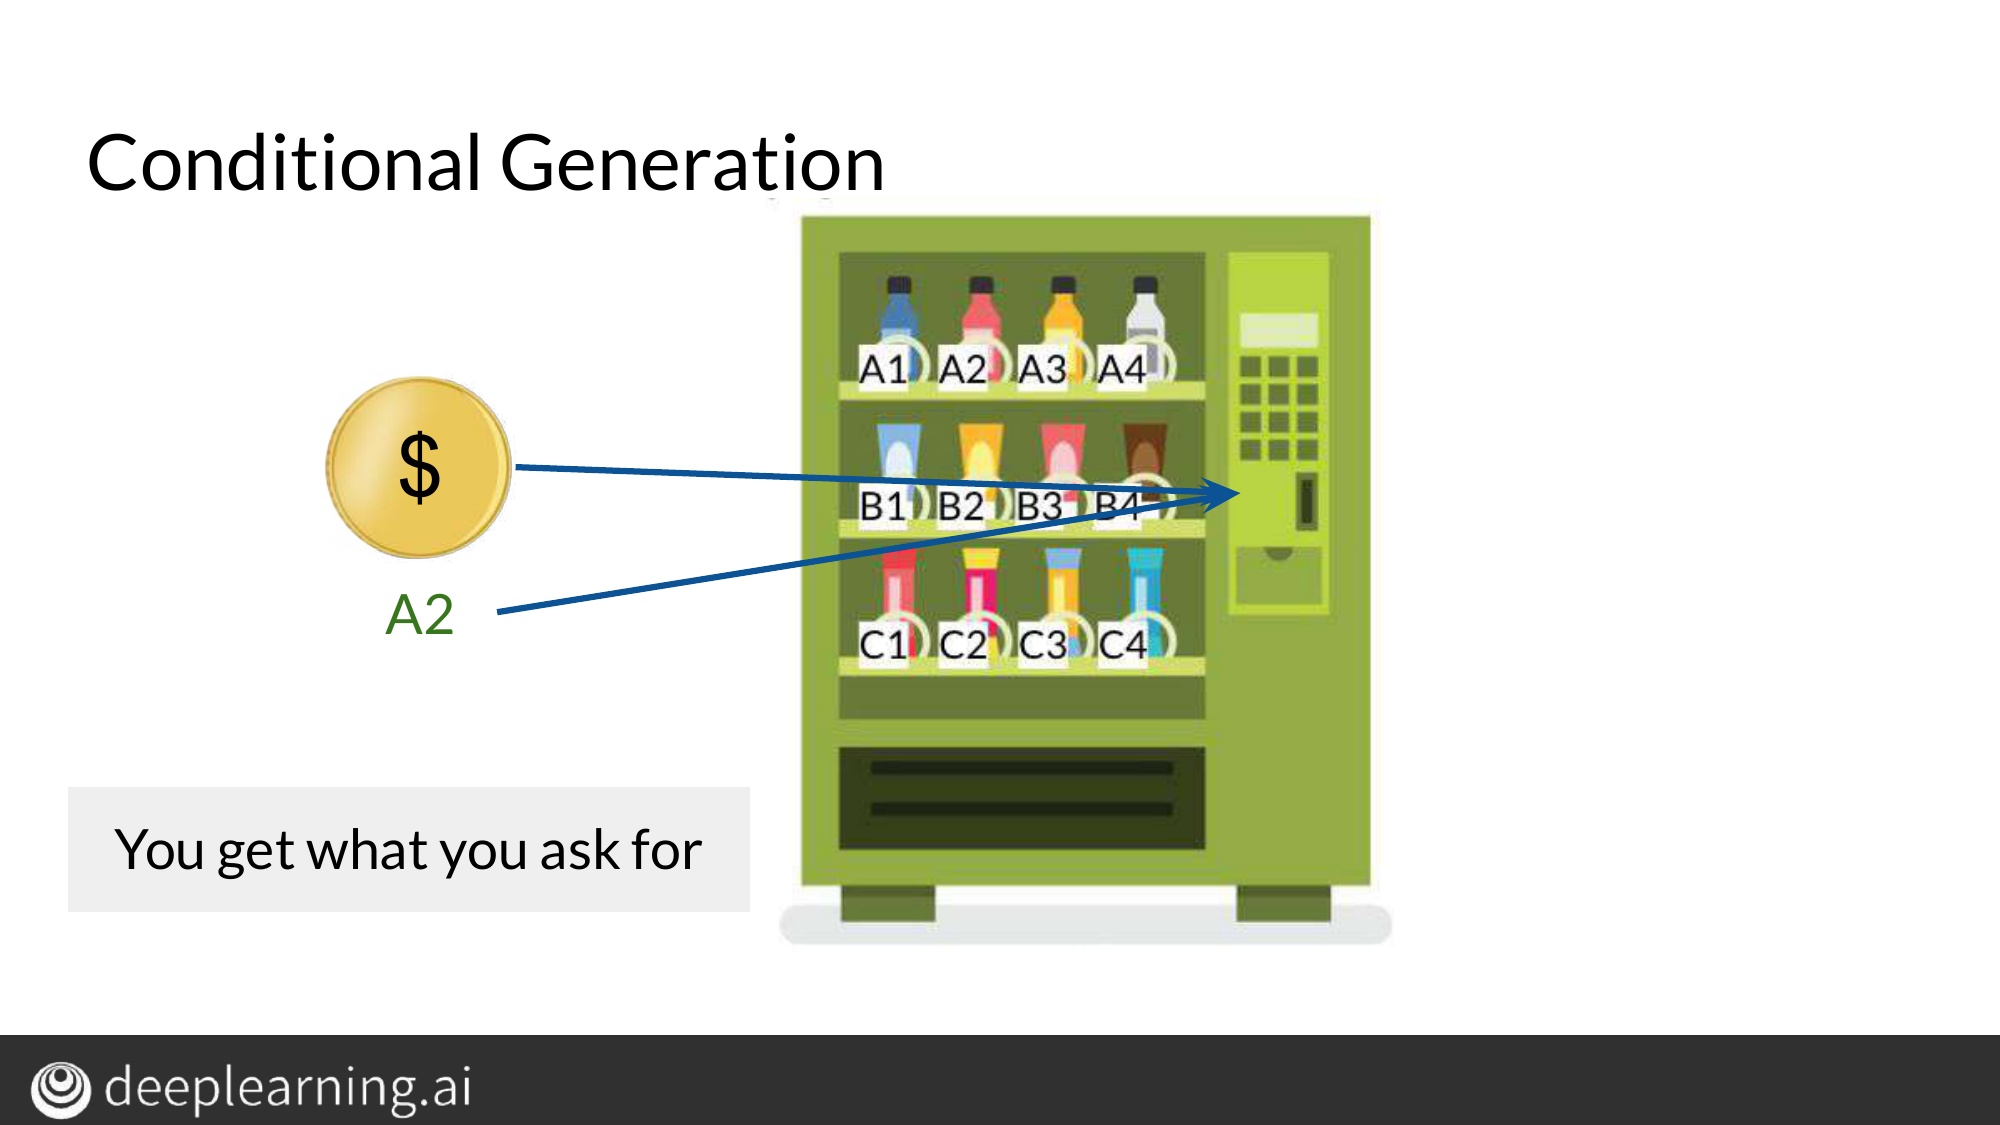 Conditional Generation
$
A2
A1 A2 A3 A4
B1 B2 B3 B4
C1 C2 C3 C4
You get what you ask for
deeplearning.ai